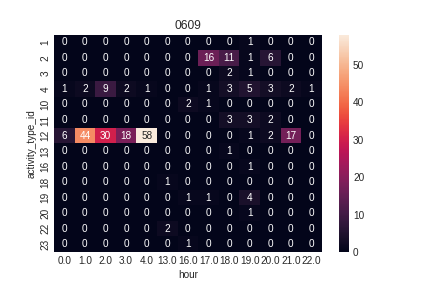 0609
1 0 0 0 0 0 0 0 0 0 1 0 0 0
2 0 0 0 0 0 0 0 16 11 1 6 0 0
3 0 0 0 0 0 0 0 0 2 1 0 0 0
4 1 2 9 2 1 0 0 1 3 5 3 2 1
10 0 0 0 0 0 0 2 1 0 0 0 0 0
11 0 0 0 0 0 0 0 0 3 3 2 0 0
12 6 44 30 18 58 0 0 0 0 1 2 17 0
13 0 0 0 0 0 0 0 0 1 0 0 0 0
16 0 0 0 0 0 0 0 0 0 1 0 0 0
18 0 0 0 0 0 1 0 0 0 0 0 0 0
19 0 0 0 0 0 0 1 1 0 4 0 0 0
20 0 0 0 0 0 0 0 0 0 1 0 0 0
22 0 0 0 0 0 2 0 0 0 0 0 0 0
23 0 0 0 0 0 0 1 0 0 0 0 0 0
0.0 1.0 2.0 3.0 4.0 13.0 16.0 17.0 18.0 19.0 20.0 21.0 22.0
hour
activity_type_id
50
40
30
20
10
0